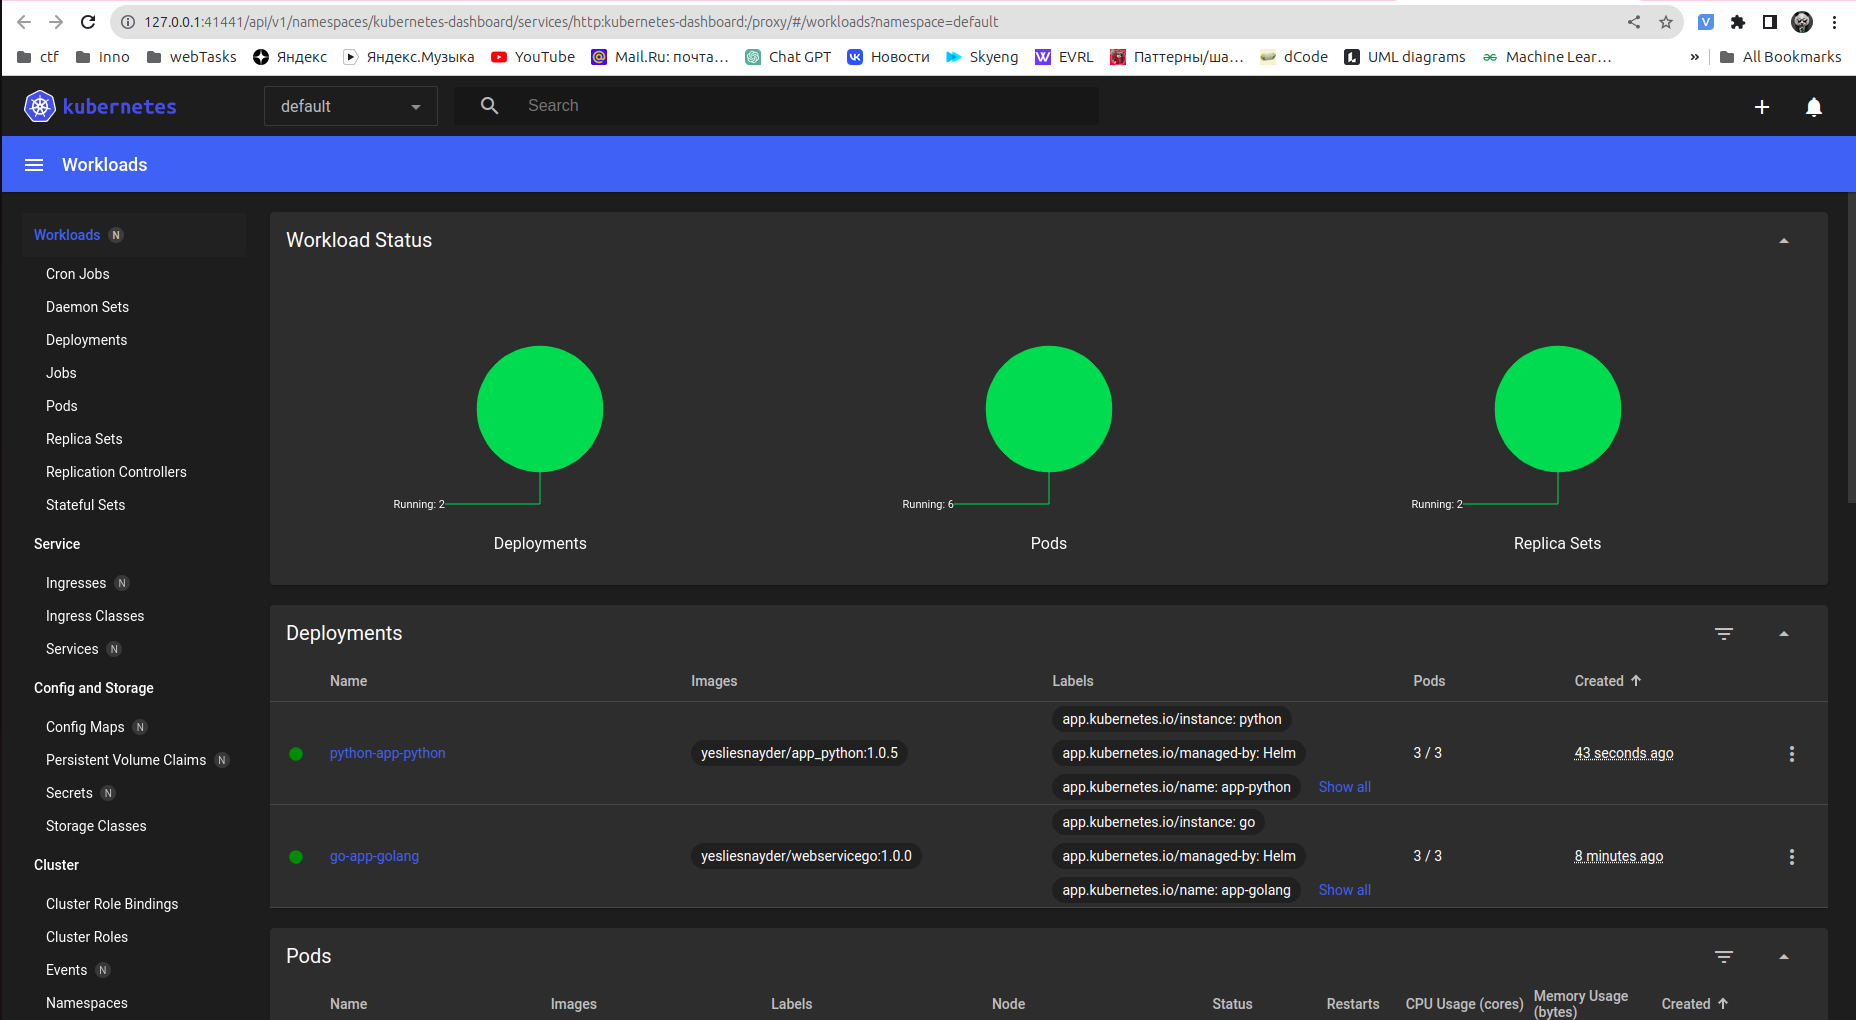 127.0.0.1:41441/api/v1/namespaces/kubernetes-dashboard/services/http:kubernetes-dashboard:/proxy/#/workloads?namespace=default
ctf inno webTasks Яндекс Яндекс.Музыка YouTube Mail.Ru: почта... Chat GPT Новости Skyeng EVRL Паттерны/ша... dCode UML diagrams Machine Lear... » All Bookmarks
kubernetes default Search
Workloads
Workloads N
Cron Jobs
Daemon Sets
Deployments
Jobs
Pods
Replica Sets
Replication Controllers
Stateful Sets
Service
Ingresses N
Ingress Classes
Services N
Config and Storage
Config Maps N
Persistent Volume Claims N
Secrets N
Storage Classes
Cluster
Cluster Role Bindings
Cluster Roles
Events N
Namespaces
Workload Status
Running: 2 Running: 6 Running: 2
Deployments Pods Replica Sets
Deployments
Name Images Labels Pods Created
app.kubernetes.io/instance: python
python-app-python yesliesnayder/app_python:1.0.5 app.kubernetes.io/managed-by: Helm 3 / 3 43 seconds ago
app.kubernetes.io/name: app-python Show all
app.kubernetes.io/instance: go
go-app-golang yesliesnayder/webservicego:1.0.0 app.kubernetes.io/managed-by: Helm 3 / 3 8 minutes ago
app.kubernetes.io/name: app-golang Show all
Pods
Name Images Labels Node Status Restarts CPU Usage (cores) Memory Usage (bytes) Created